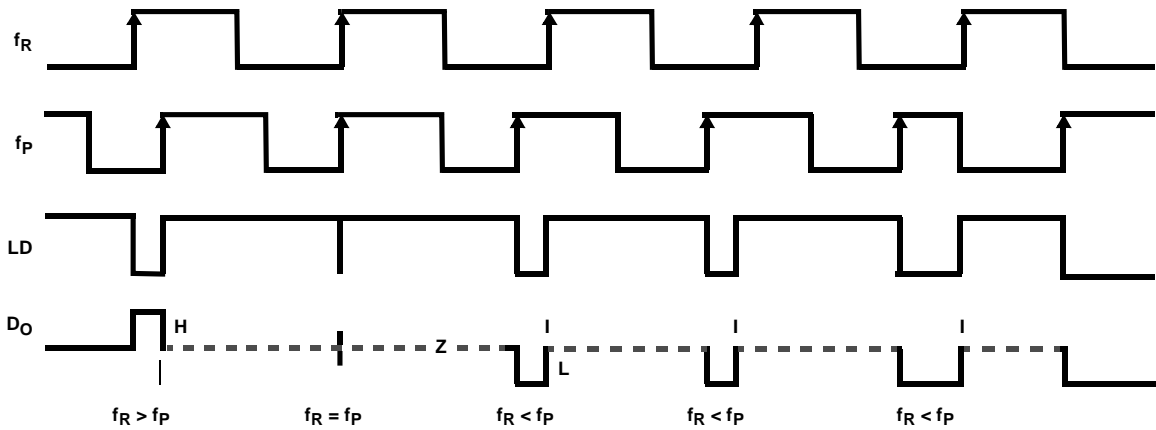 fR
fP
LD
DO
H
Z
I
L
I
I
fR > fP
fR = fP
fR < fP
fR < fP
fR < fP